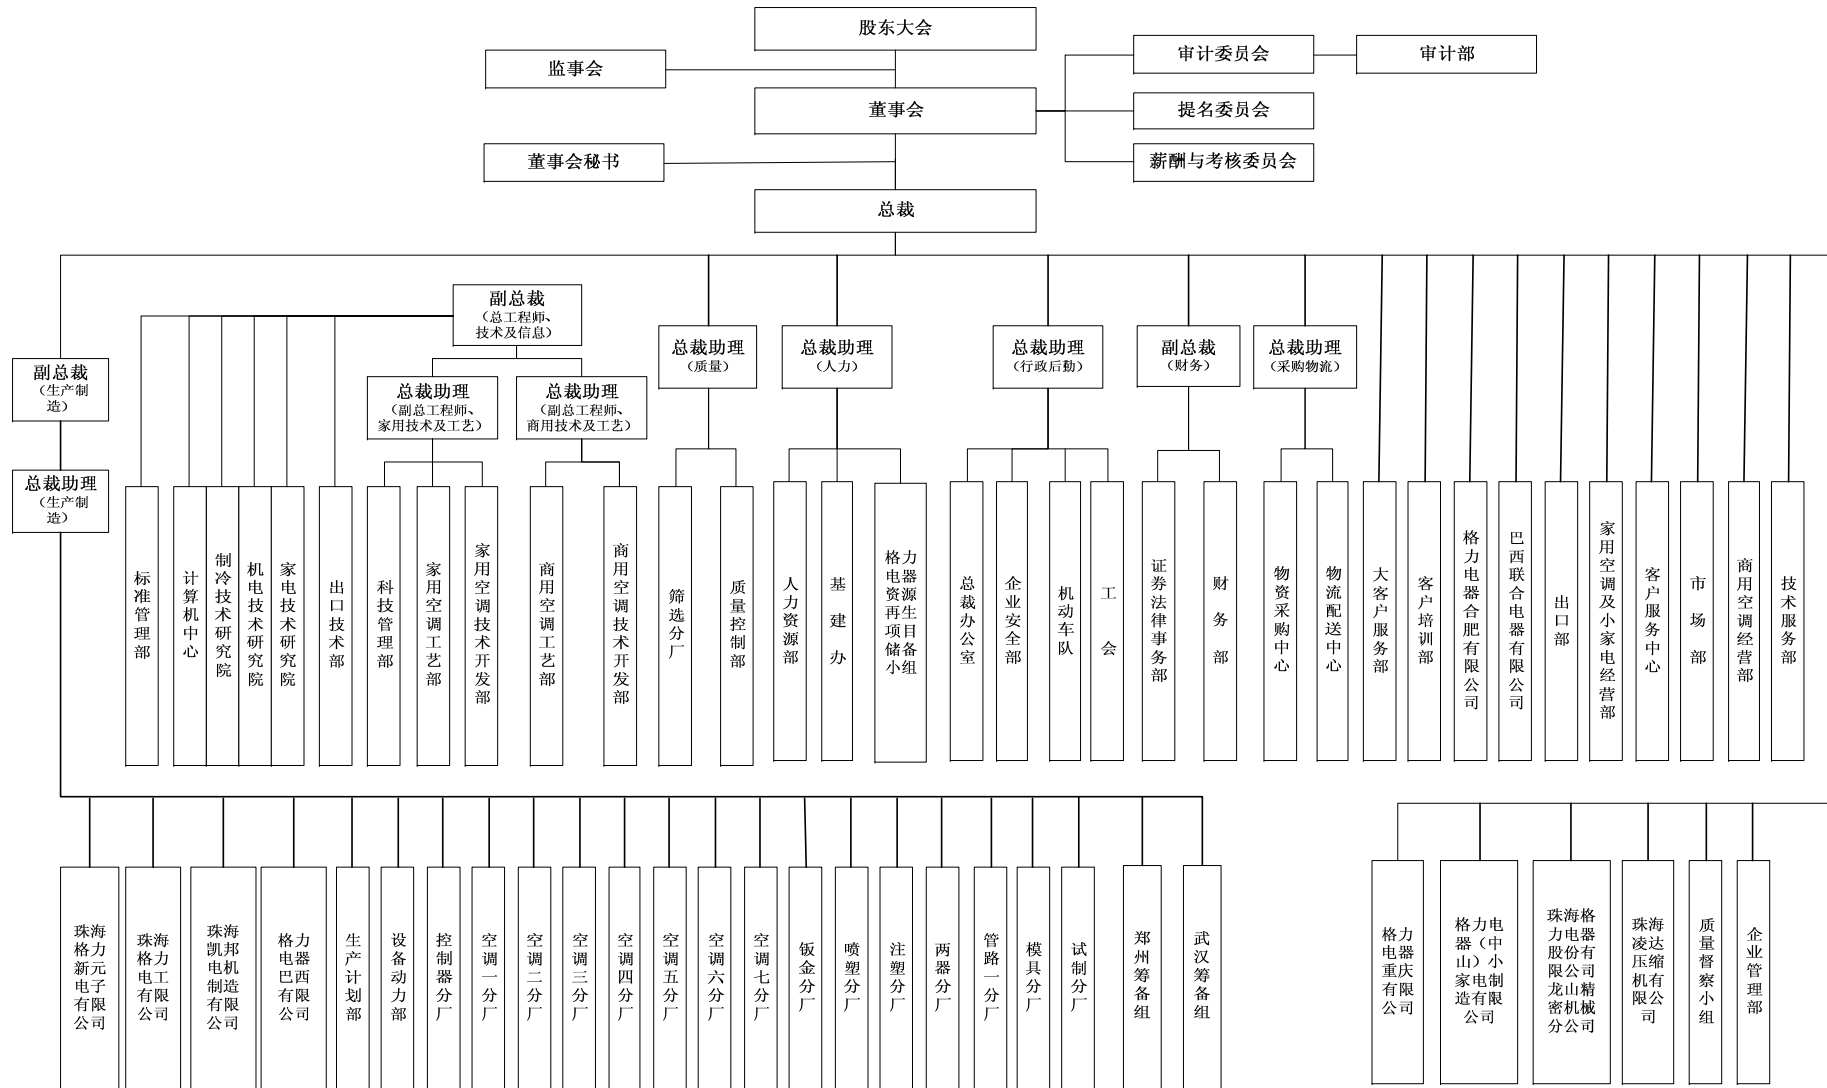 股东大会
监事会
审计委员会
审计部
董事会
提名委员会
董事会秘书
薪酬与考核委员会
总裁
副总裁
（总工程师、
技术及信息）
总裁助理
（质量）
总裁助理
（人力）
总裁助理
（行政后勤）
副总裁
（财务）
总裁助理
（采购物流）
副总裁
（生产制
造）
总裁助理
（副总工程师、
家用技术及工艺）
总裁助理
（副总工程师、
商用技术及工艺）
总裁助理
（生产制
造）
标准管理部
计算机中心
制冷技术研究院
机电技术研究院
家电技术研究院
出口技术部
科技管理部
家用空调工艺部
家用空调技术开发部
商用空调工艺部
商用空调技术开发部
筛选分厂
质量控制部
人力资源部
基建办
格力
电器
资源
再生
项目
储备
小组
总裁办公室
企业安全部
机动车队
工会
证券法律事务部
财务部
物资采购中心
物流配送中心
大客户服务部
客户培训部
格力电器合肥有限公司
巴西联合电器有限公司
出口部
家用空调及小家电经营部
客户服务中心
市场部
商用空调经营部
技术服务部
珠海
格力
新元
电子
有限
公司
珠海
格力
电工
有限
公司
珠海
凯邦
电机
制造
有限
公司
格力
电器
巴西
有限
公司
生产计划部
设备动力部
控制器分厂
空调一分厂
空调二分厂
空调三分厂
空调四分厂
空调五分厂
空调六分厂
空调七分厂
钣金分厂
喷塑分厂
注塑分厂
两器分厂
管路一分厂
模具分厂
试制分厂
郑州筹备组
武汉筹备组
格力
电器
重庆
有限
公司
格力电
器（中
山）小
家电制
造有限
公司
珠海格
力电器
股份有
限公司
龙山精
密机械
分公司
珠海
凌达
压缩
机有
限公
司
质量督察小组
企业管理部